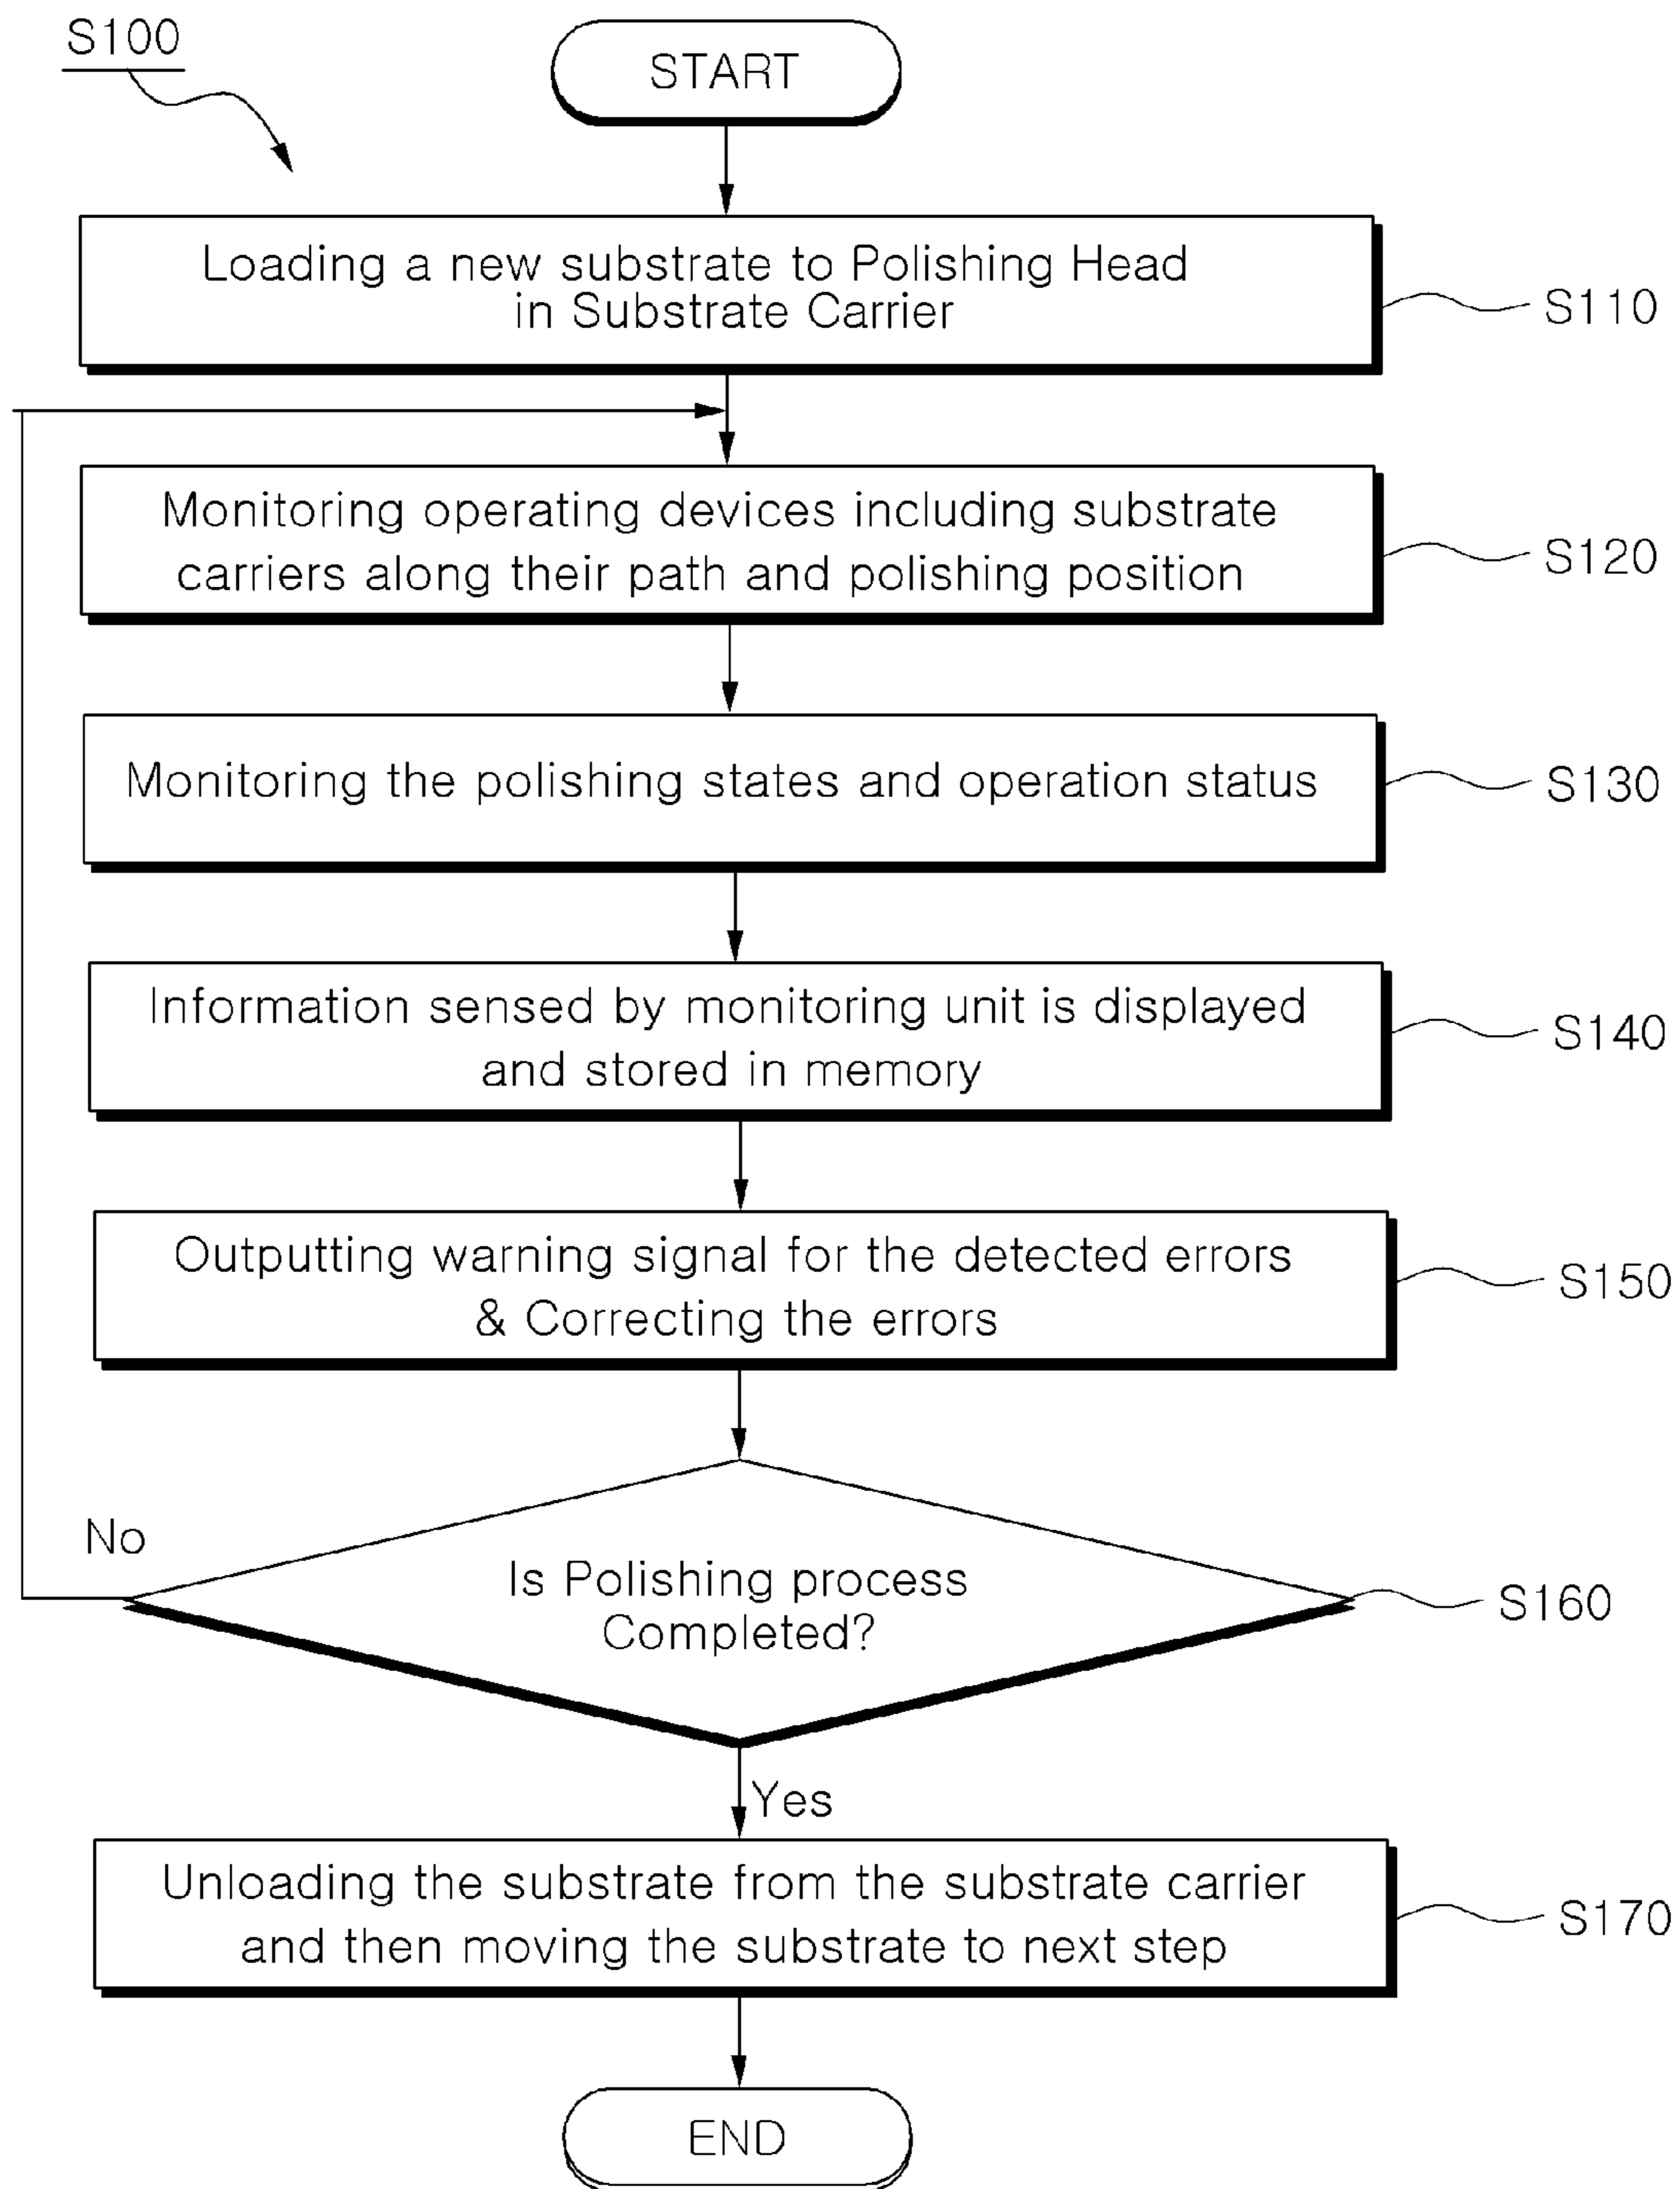 S100
START
Loading a new substrate to Polishing Head
in Substrate Carrier
S110
Monitoring operating devices including substrate
carriers along their path and polishing position
S120
Monitoring the polishing states and operation status
S130
Information sensed by monitoring unit is displayed
and stored in memory
S140
Outputting warning signal for the detected errors
& Correcting the errors
S150
No
Is Polishing process
Completed?
S160
Yes
Unloading the substrate from the substrate carrier
and then moving the substrate to next step
S170
END